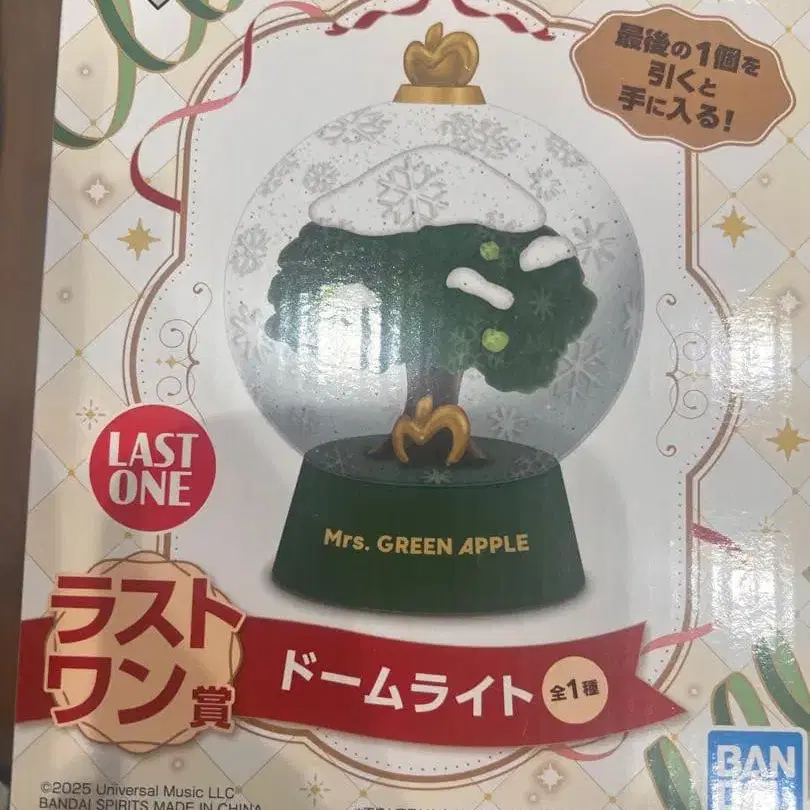 最後の1個を
引くと
手に入る!
Mrs. GREEN APPLE
LAST
ONE
ラスト
ワン賞
ドームライト
全1種
©2025 Universal Music LLC
BANDAI SPIRITS MADE IN CHINA
BAN